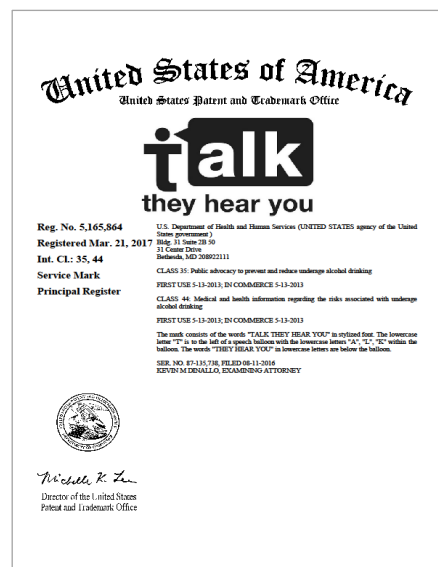 United States of America
United States Patent and Trademark Office
talk
they hear you
Reg. No. 5,165,864
Registered Mar. 21, 2017
Int. Cl.: 35, 44
Service Mark
Principal Register
U.S. Department of Health and Human Services (UNITED STATES agency of the United
States government )
Bldg. 31 Suite 2B 50
31 Center Drive
Bethesda, MD 208922111
CLASS 35: Public advocacy to prevent and reduce underage alcohol drinking
FIRST USE 5-13-2013; IN COMMERCE 5-13-2013
CLASS 44: Medical and health information regarding the risks associated with underage
alcohol drinking
FIRST USE 5-13-2013; IN COMMERCE 5-13-2013
The mark consists of the words "TALK THEY HEAR YOU" in stylized font. The lowercase
letter "T" is to the left of a speech balloon with the lowercase letters "A", "L", "K" within the
balloon. The words "THEY HEAR YOU" in lowercase letters are below the balloon.
SER. NO. 87-135,738, FILED 08-11-2016
KEVIN M DINALLO, EXAMINING ATTORNEY
Michelle K. Lee
Director of the United States
Patent and Trademark Office